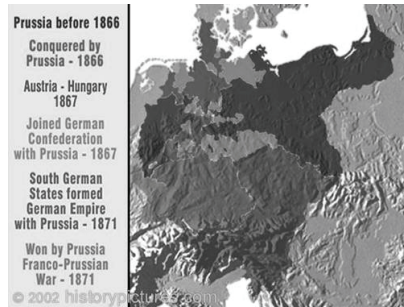 Prussia before 1866
Conquered by
Prussia - 1866
Austria - Hungary
1867
Joined German
Confederation
with Prussia - 1867
South German
States formed
German Empire
with Prussia - 1871
Won by Prussia
Franco-Prussian
War - 1871
© 2002 historypictures.com